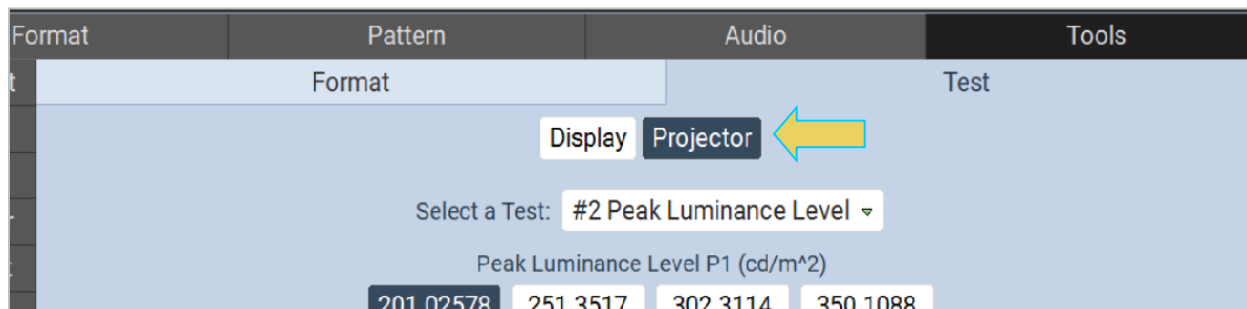 Format Pattern Audio Tools
Format Test
Display Projector
Select a Test: #2 Peak Luminance Level
Peak Luminance Level P1 (cd/m^2)
201.02578 251.3517 302.3114 350.1088